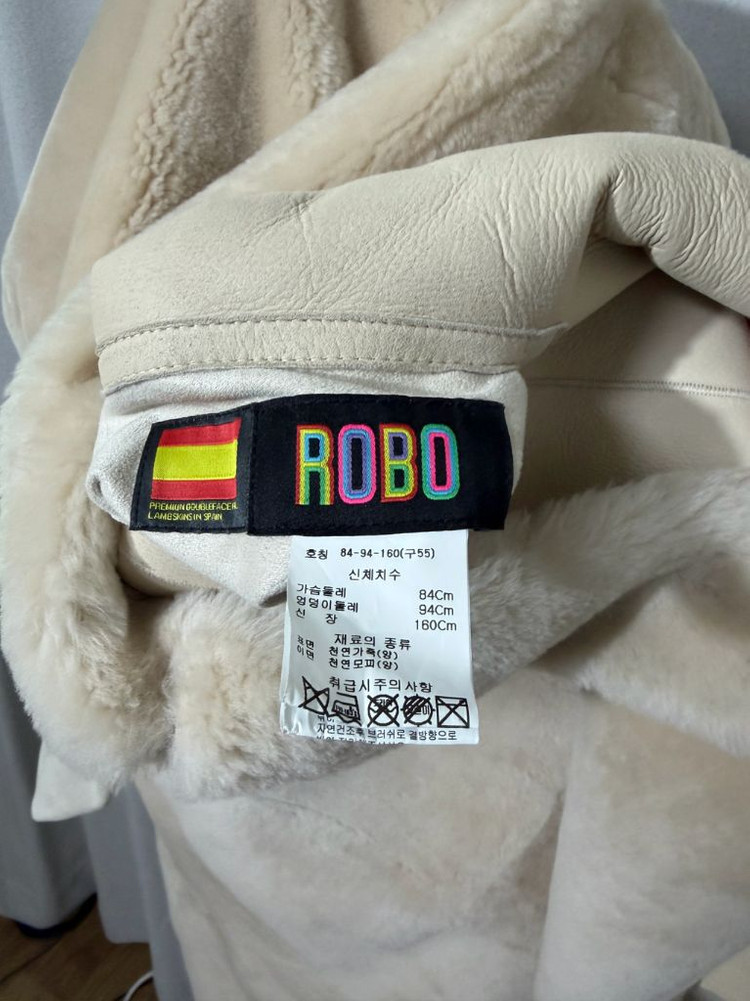 ROBO
PREMIUM DOUBLEFACER
LAMBSKINS IN SPAIN
호칭 84-94-160(구55)
신체치수
가슴둘레 84Cm
엉덩이둘레 94Cm
신 장 160Cm
재료의 종류
표면 천연가죽(양)
이면 천연모피(양)
취급시주의사항
자연건조후 브러쉬로 결방향으로